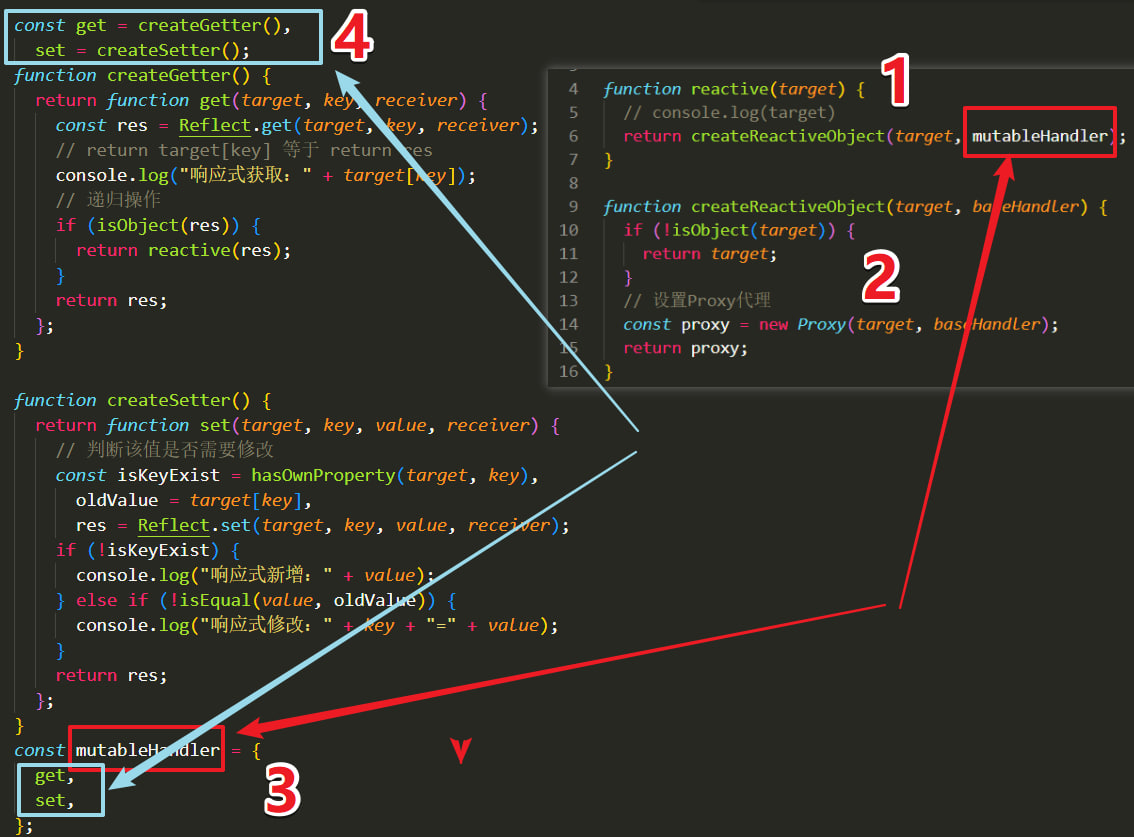 const get = createGetter(),
set = createSetter();
function createGetter() {
return function get(target, key, receiver) {
const res = Reflect.get(target, key, receiver);
// return target[key] 等于 return res
console.log("响应式获取：" + target[key]);
// 递归操作
if (isObject(res)) {
return reactive(res);
}
return res;
};
}
function createSetter() {
return function set(target, key, value, receiver) {
// 判断该值是否需要修改
const isKeyExist = hasOwnProperty(target, key),
oldValue = target[key],
res = Reflect.set(target, key, value, receiver);
if (!isKeyExist) {
console.log("响应式新增：" + value);
} else if (!isEqual(value, oldValue)) {
console.log("响应式修改：" + key + "=" + value);
}
return res;
};
}
const mutableHandler = {
get,
set,
};
4
3
1
4 function reactive(target) {
5 // console.log(target)
6 return createReactiveObject(target, mutableHandler);
7 }
8
9 function createReactiveObject(target, baseHandler) {
10 if (!isObject(target)) {
11 return target;
12 }
13 // 设置Proxy代理
14 const proxy = new Proxy(target, baseHandler);
15 return proxy;
16 }
2